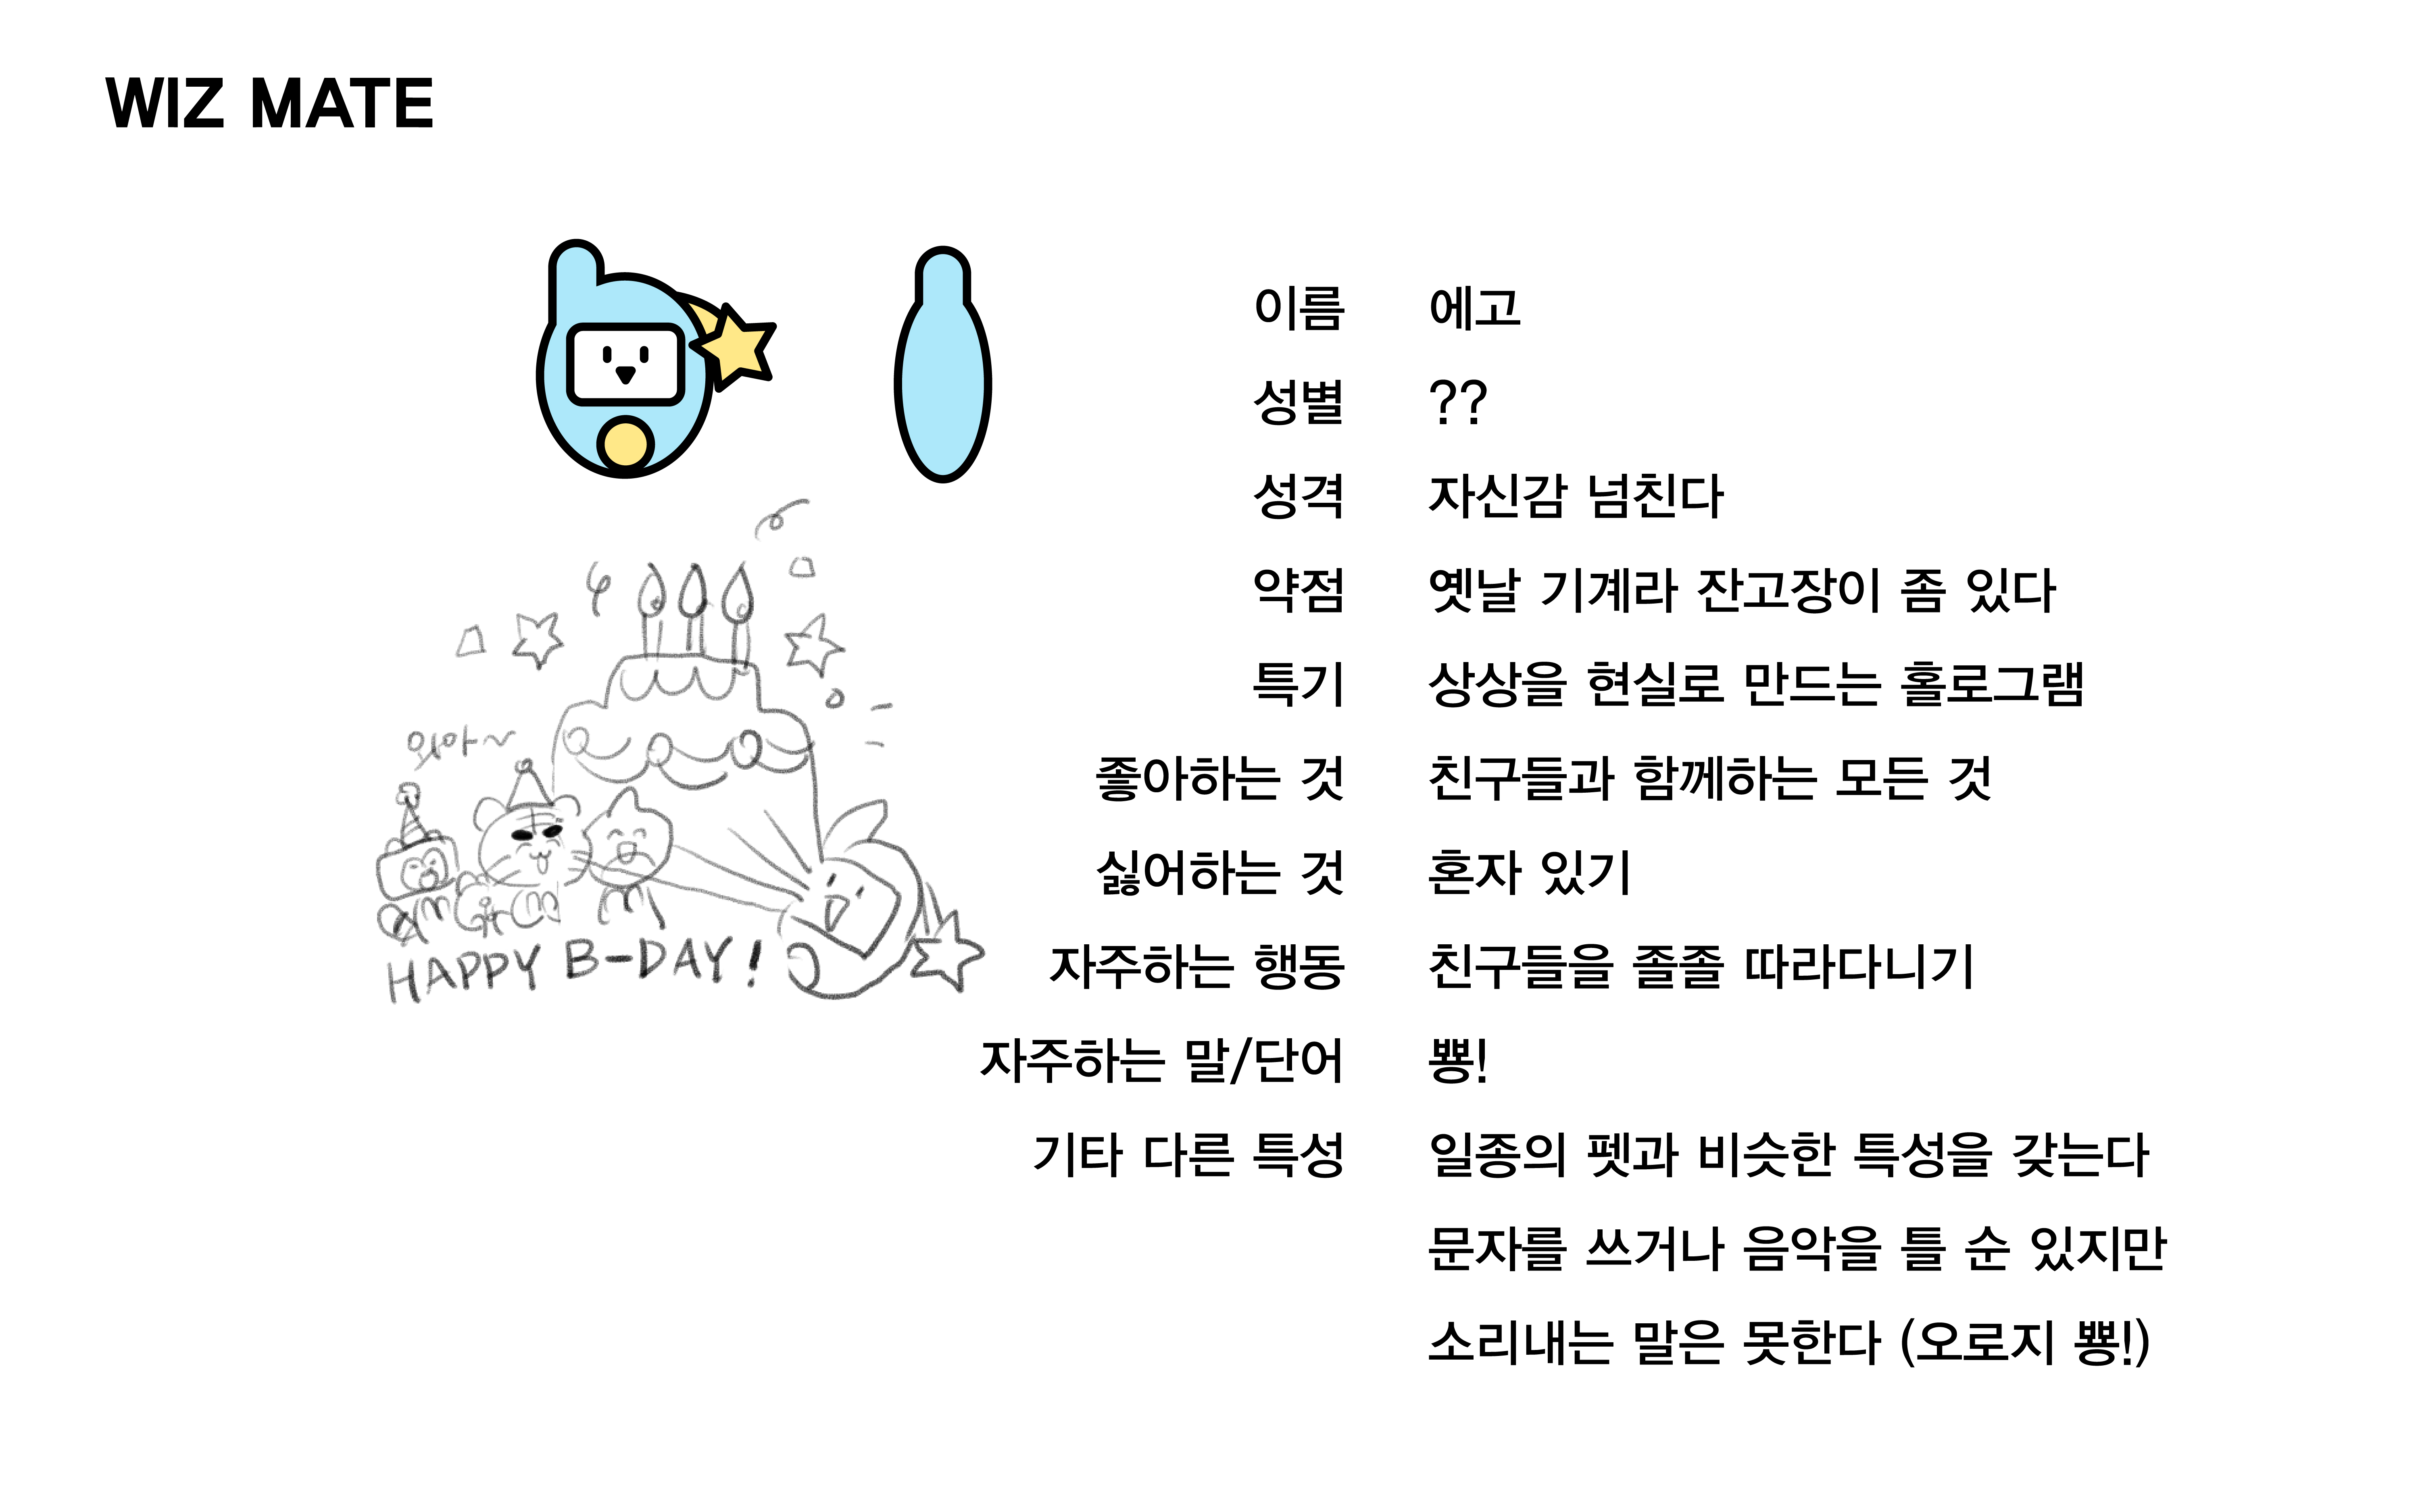 WIZ MATE
이름 에고
성별 ??
성격 자신감 넘친다
약점 옛날 기계라 잔고장이 좀 있다
특기 상상을 현실로 만드는 홀로그램
좋아하는 것 친구들과 함께하는 모든 것
싫어하는 것 혼자 있기
자주하는 행동 친구들을 졸졸 따라다니기
자주하는 말/단어 뿅!
기타 다른 특성 일종의 펫과 비슷한 특성을 갖는다
문자를 쓰거나 음악을 틀 순 있지만
소리내는 말은 못한다 (오로지 뿅!)
HAPPY B-DAY!